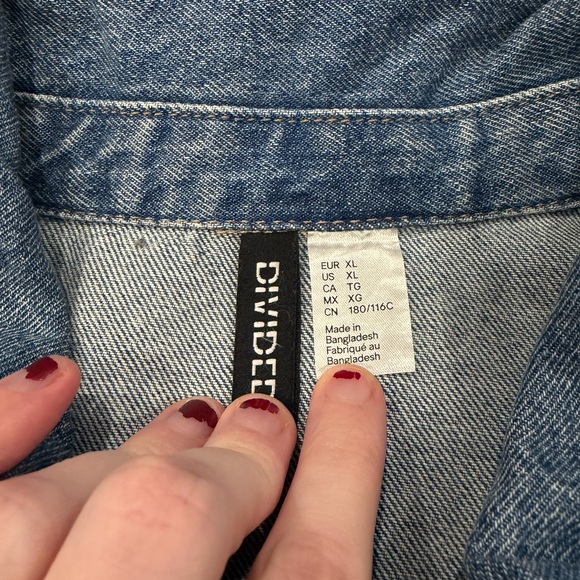 DIVIDED
EUR XL
US XL
CA TG
MX XG
CN 180/116C
Made in
Bangladesh
Fabriqué au
Bangladesh